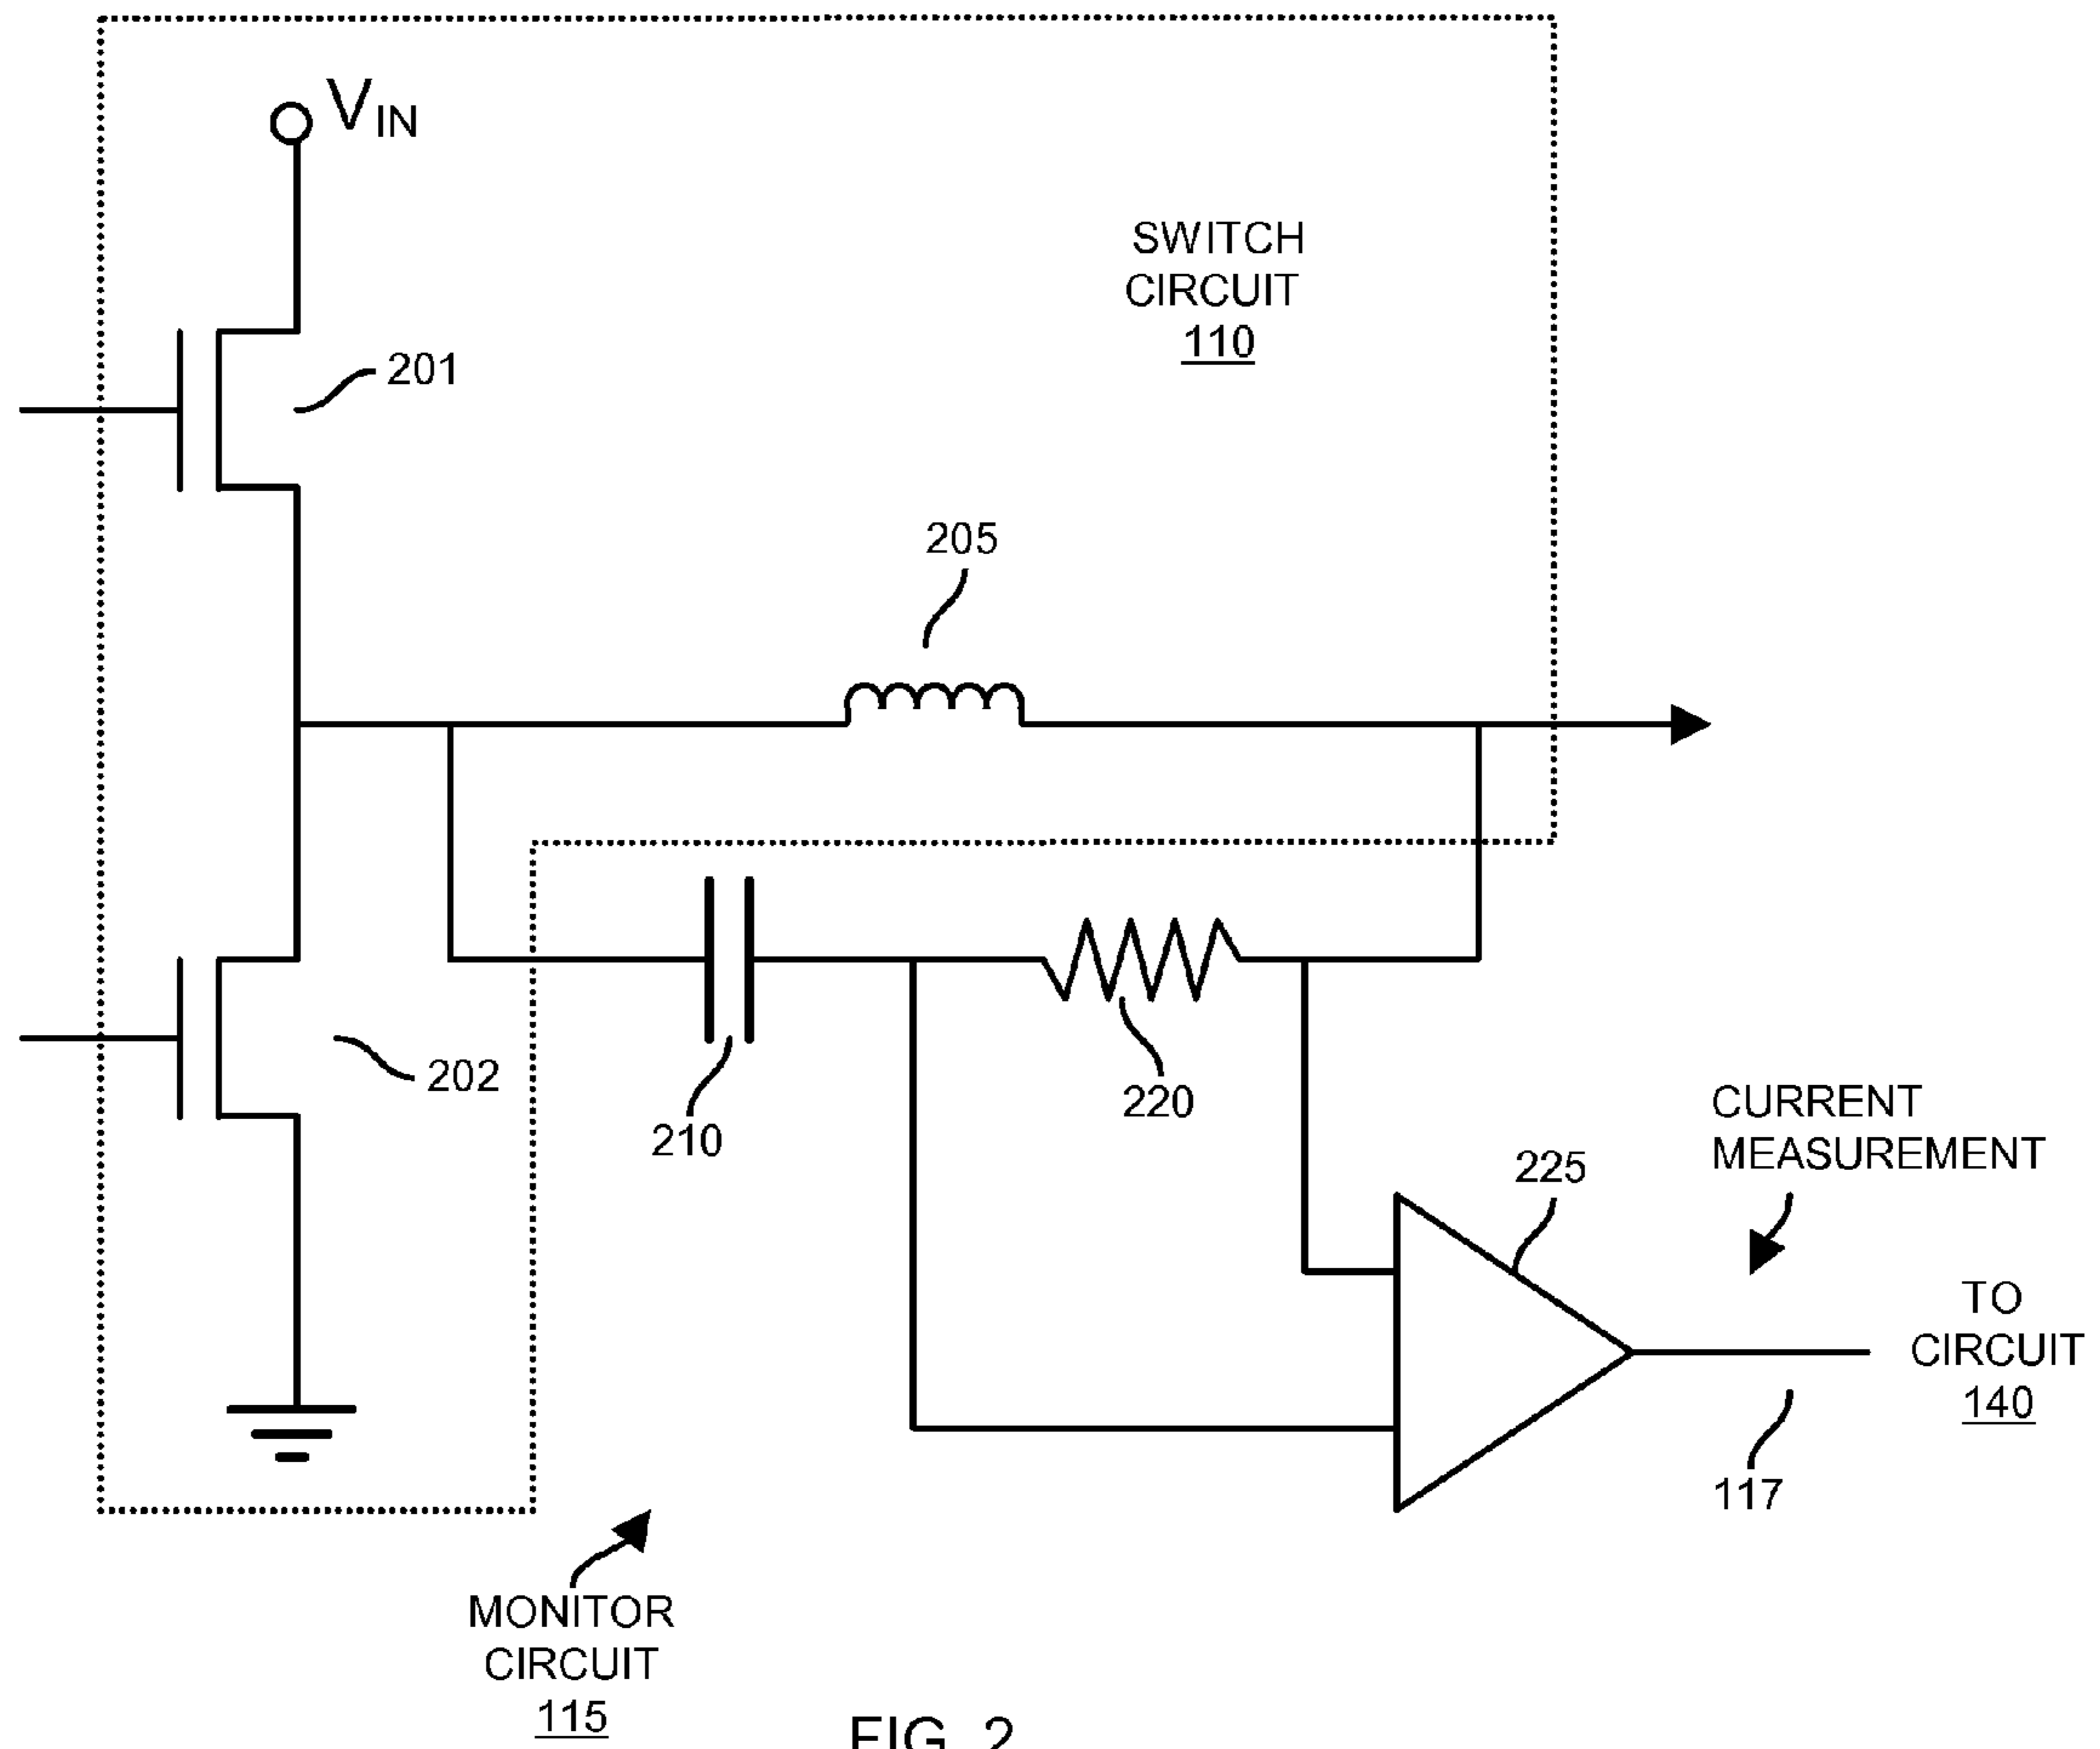 VIN
SWITCH
CIRCUIT
110
201
205
202
210
220
225
CURRENT
MEASUREMENT
TO
CIRCUIT
140
117
MONITOR
CIRCUIT
115
FIG. 2